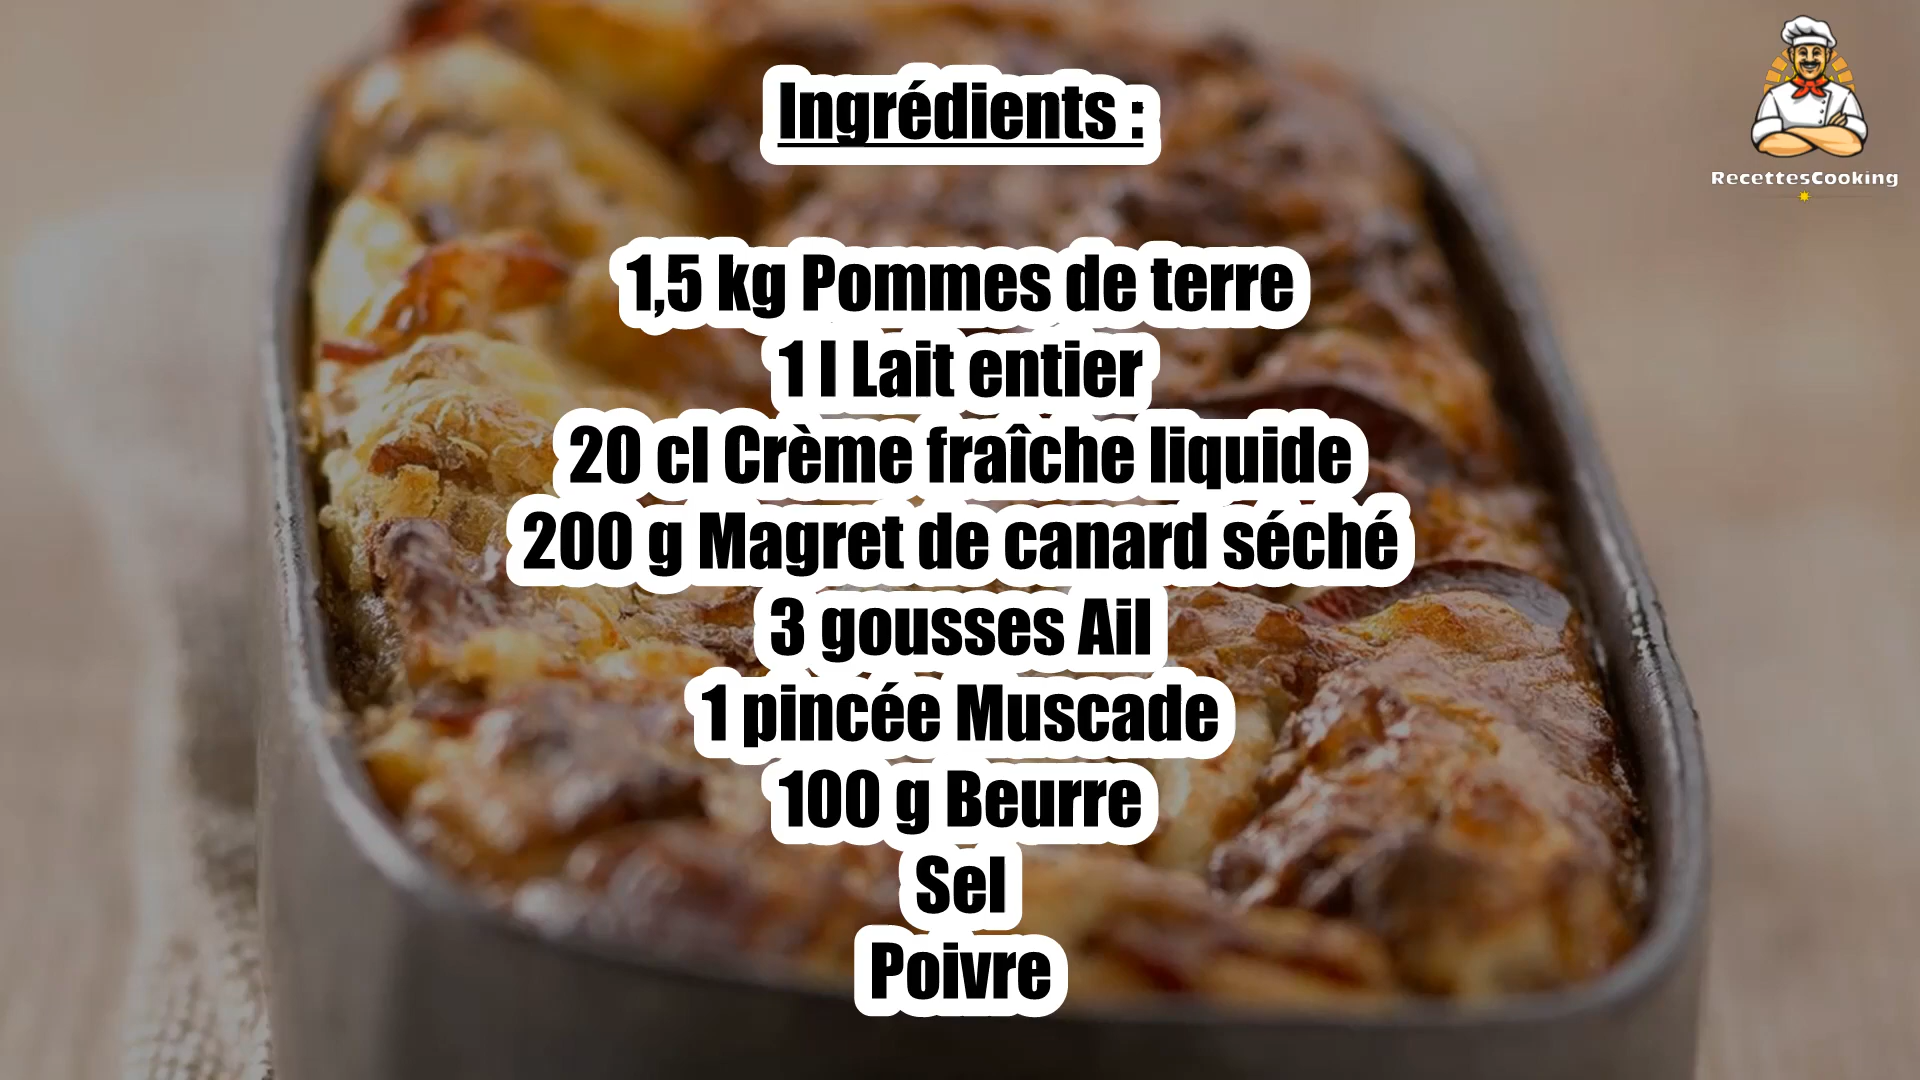 Ingrédients :
RecettesCooking
1,5 kg Pommes de terre
1 l Lait entier
20 cl Crème fraîche liquide
200 g Magret de canard séché
3 gousses Ail
1 pincée Muscade
100 g Beurre
Sel
Poivre